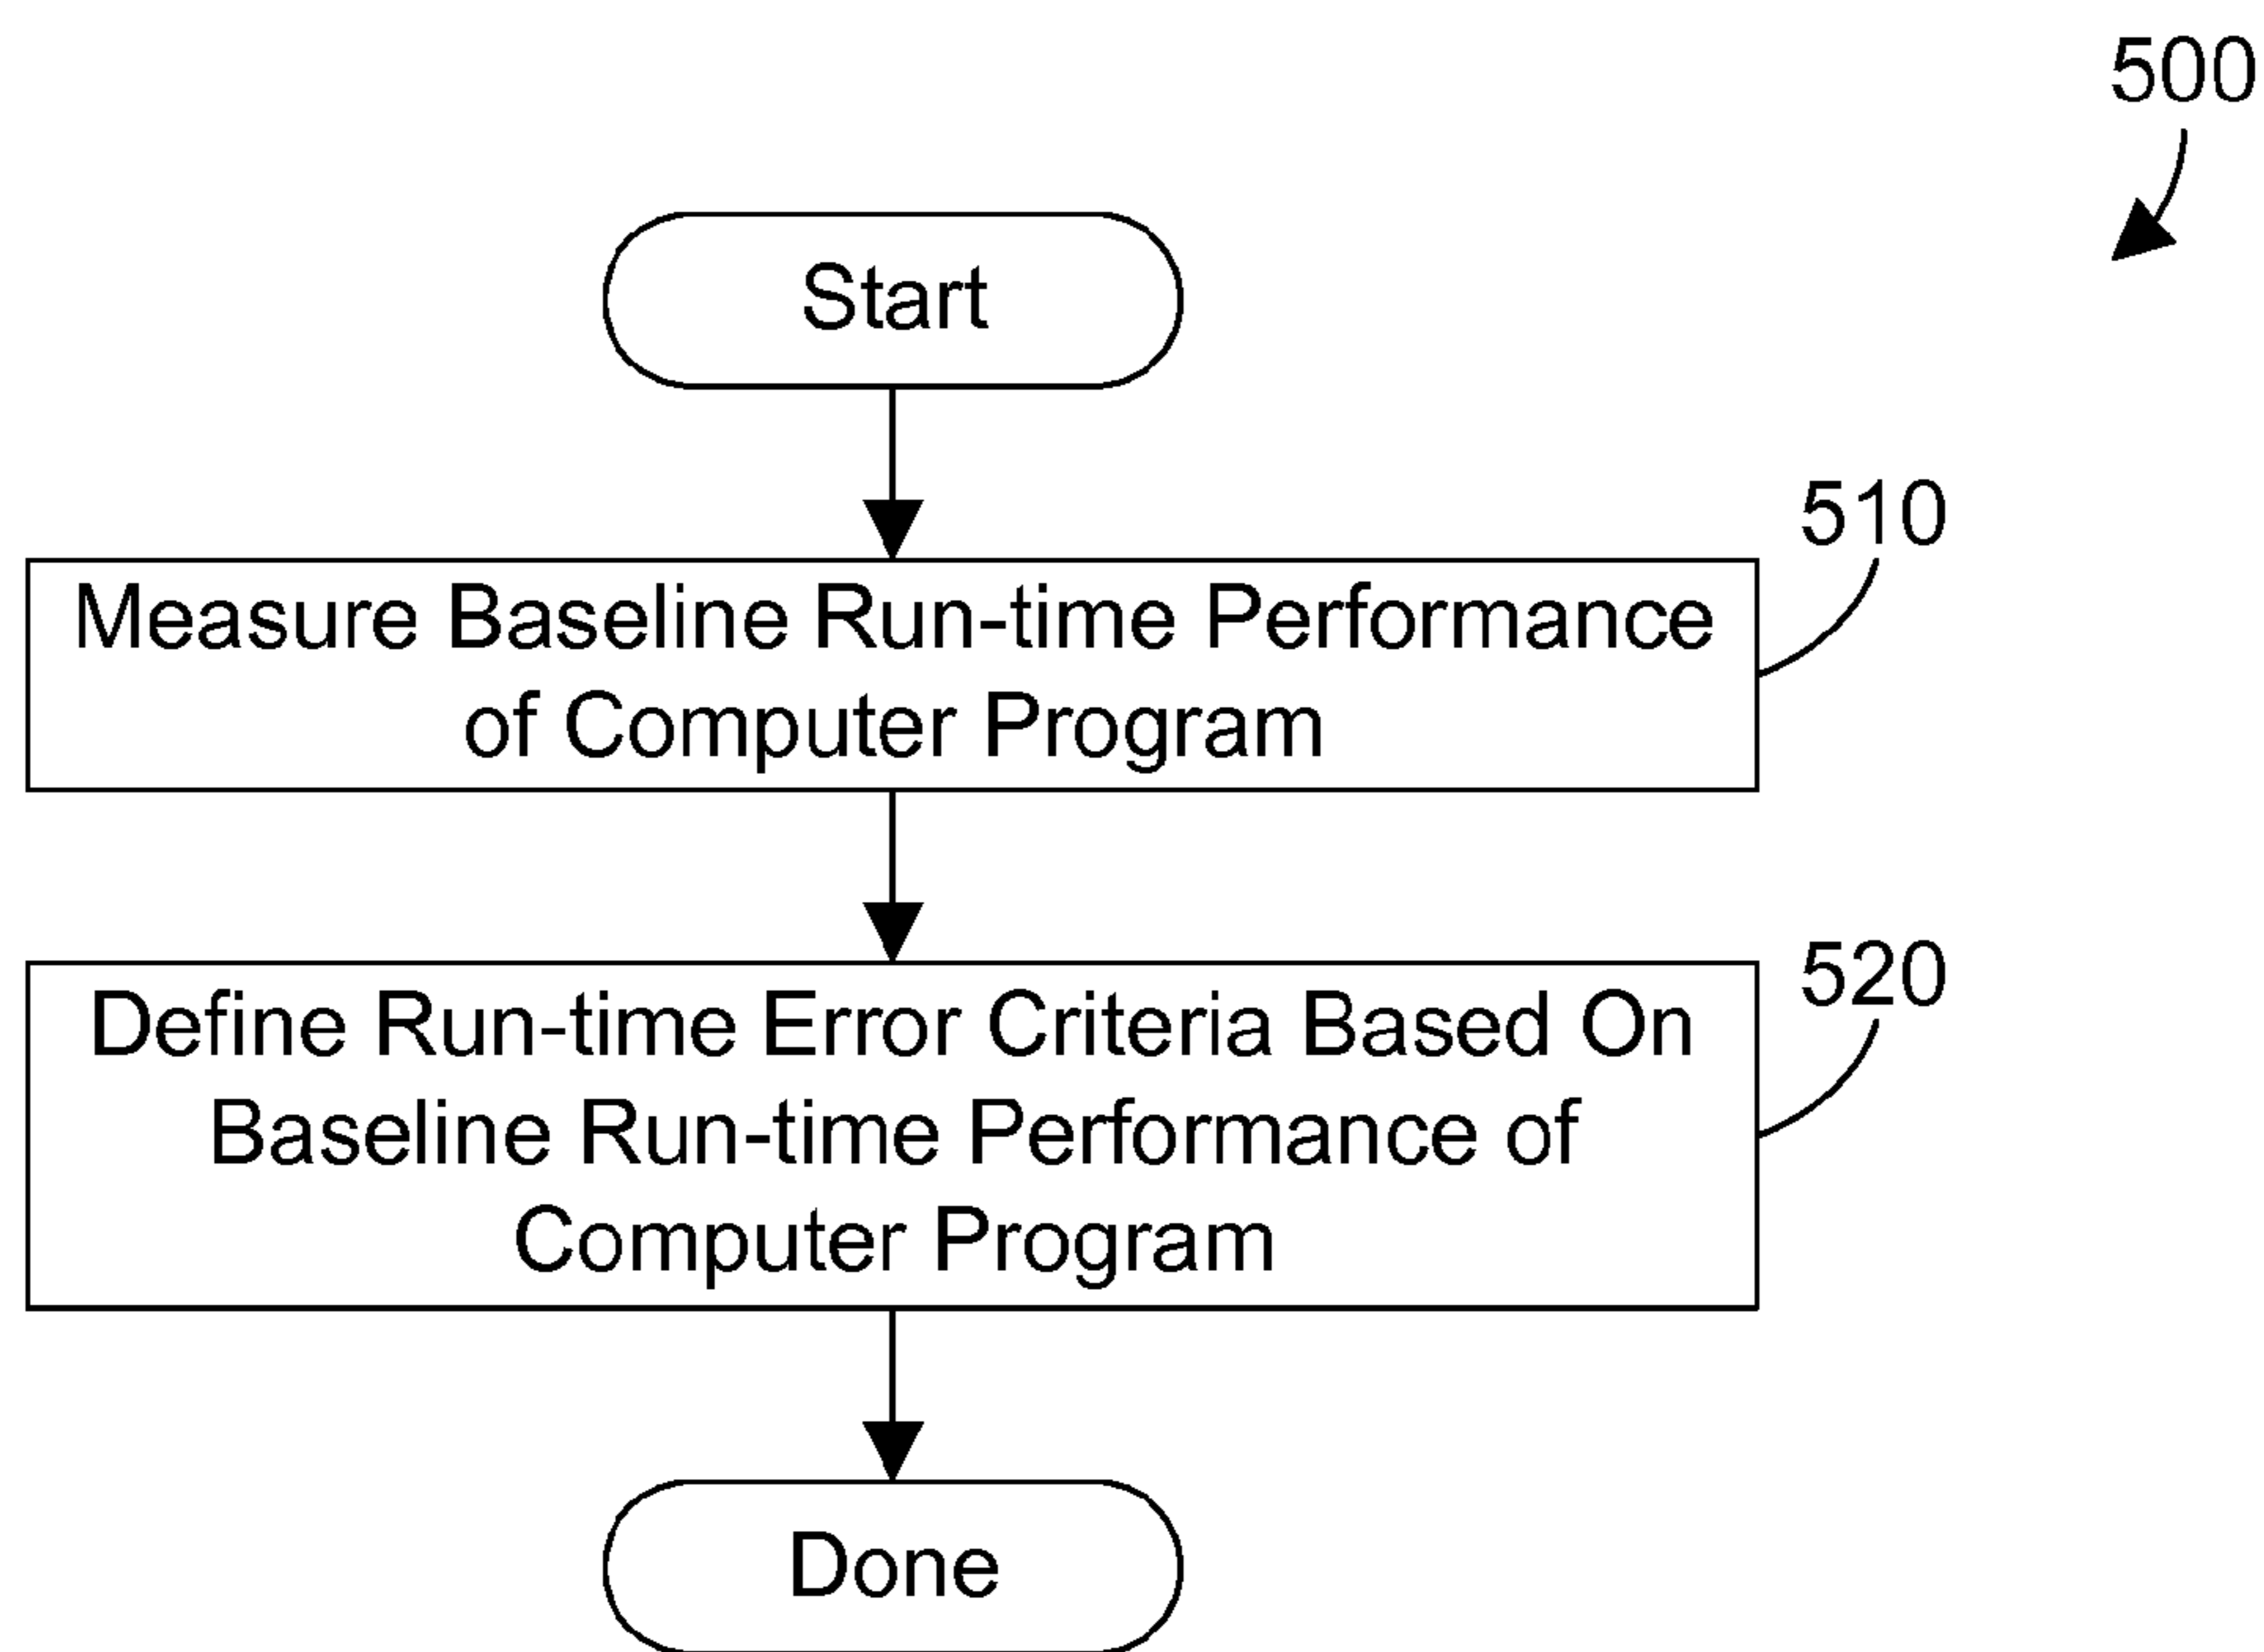 500
Start
510
Measure Baseline Run-time Performance
of Computer Program
520
Define Run-time Error Criteria Based On
Baseline Run-time Performance of
Computer Program
Done